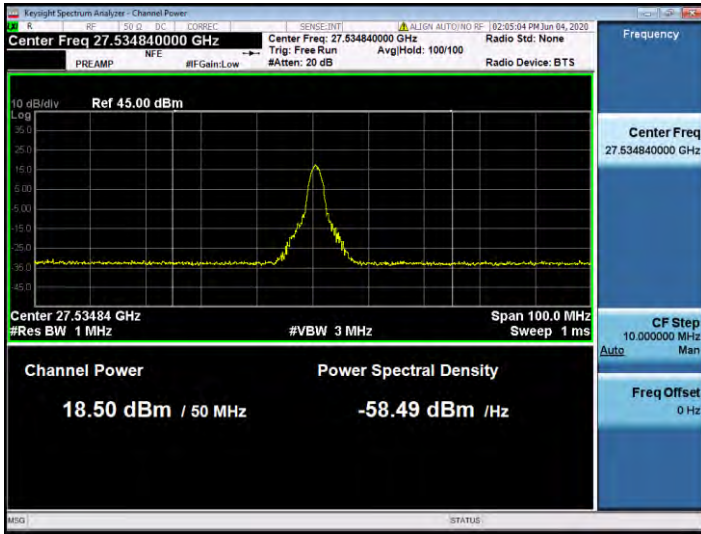 Keysight Spectrum Analyzer - Channel Power
R RF 50 Ω DC CORREC SENSE:INT ALIGN AUTO/NO RF 02:05:04 PM Jun 04, 2020
Center Freq 27.534840000 GHz
Center Freq: 27.534840000 GHz
Radio Std: None
NFE
Trig: Free Run
Avg|Hold: 100/100
PREAMP
#IFGain:Low
#Atten: 20 dB
Radio Device: BTS
Frequency
10 dB/div
Ref 45.00 dBm
Log
35.0
25.0
15.0
5.00
-5.00
-15.0
-25.0
-35.0
-45.0
Center Freq
27.534840000 GHz
Center 27.53484 GHz
Span 100.0 MHz
#Res BW 1 MHz
#VBW 3 MHz
Sweep 1 ms
CF Step
10.000000 MHz
Auto Man
Channel Power
Power Spectral Density
18.50 dBm / 50 MHz
-58.49 dBm /Hz
Freq Offset
0 Hz
MSG
STATUS